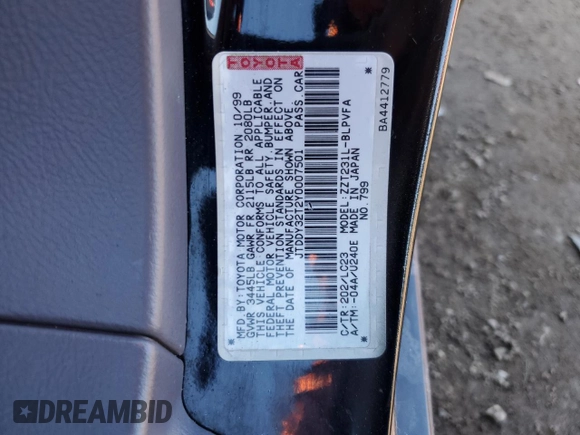 TOYOTA
MFD BY: TOYOTA MOTOR CORPORATION 10/99
GVWR 3445LB GAWR FR 2115LB RR 2080LB
THIS VEHICLE CONFORMS TO ALL APPLICABLE
FEDERAL MOTOR VEHICLE SAFETY, BUMPER, AND
THEFT PREVENTION STANDARDS IN EFFECT ON
THE DATE OF MANUFACTURE SHOWN ABOVE.
JTDDY32T2Y0007501 PASS. CAR
C/TR: 202/LC23 MODEL: ZZT231L-BLPVFA
A/TM: -04A/U240E MADE IN JAPAN
NO. 799
BA4412779
DREAMBID